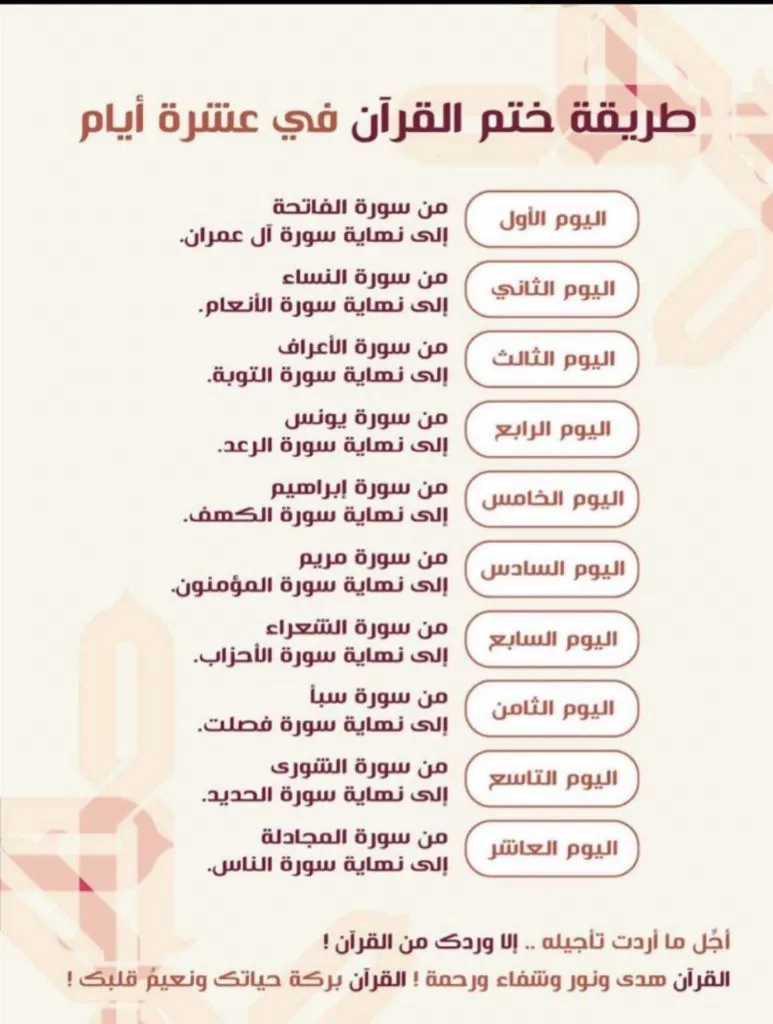 طريقة ختم القرآن في عشرة أيام
اليوم الأول
من سورة الفاتحة
إلى نهاية سورة آل عمران.
اليوم الثاني
من سورة النساء
إلى نهاية سورة الأنعام.
اليوم الثالث
من سورة الأعراف
إلى نهاية سورة التوبة.
اليوم الرابع
من سورة يونس
إلى نهاية سورة الرعد.
اليوم الخامس
من سورة إبراهيم
إلى نهاية سورة الكهف.
اليوم السادس
من سورة مريم
إلى نهاية سورة المؤمنون.
اليوم السابع
من سورة الشعراء
إلى نهاية سورة الأحزاب.
اليوم الثامن
من سورة سبأ
إلى نهاية سورة فصلت.
اليوم التاسع
من سورة الشورى
إلى نهاية سورة الحديد.
اليوم العاشر
من سورة المجادلة
إلى نهاية سورة الناس.
أجِّل ما أردت تأجيله .. إلا وردك من القرآن !
القرآن هدى ونور وشفاء ورحمة ! القرآن بركة حياتك ونعيمُ قلبك !